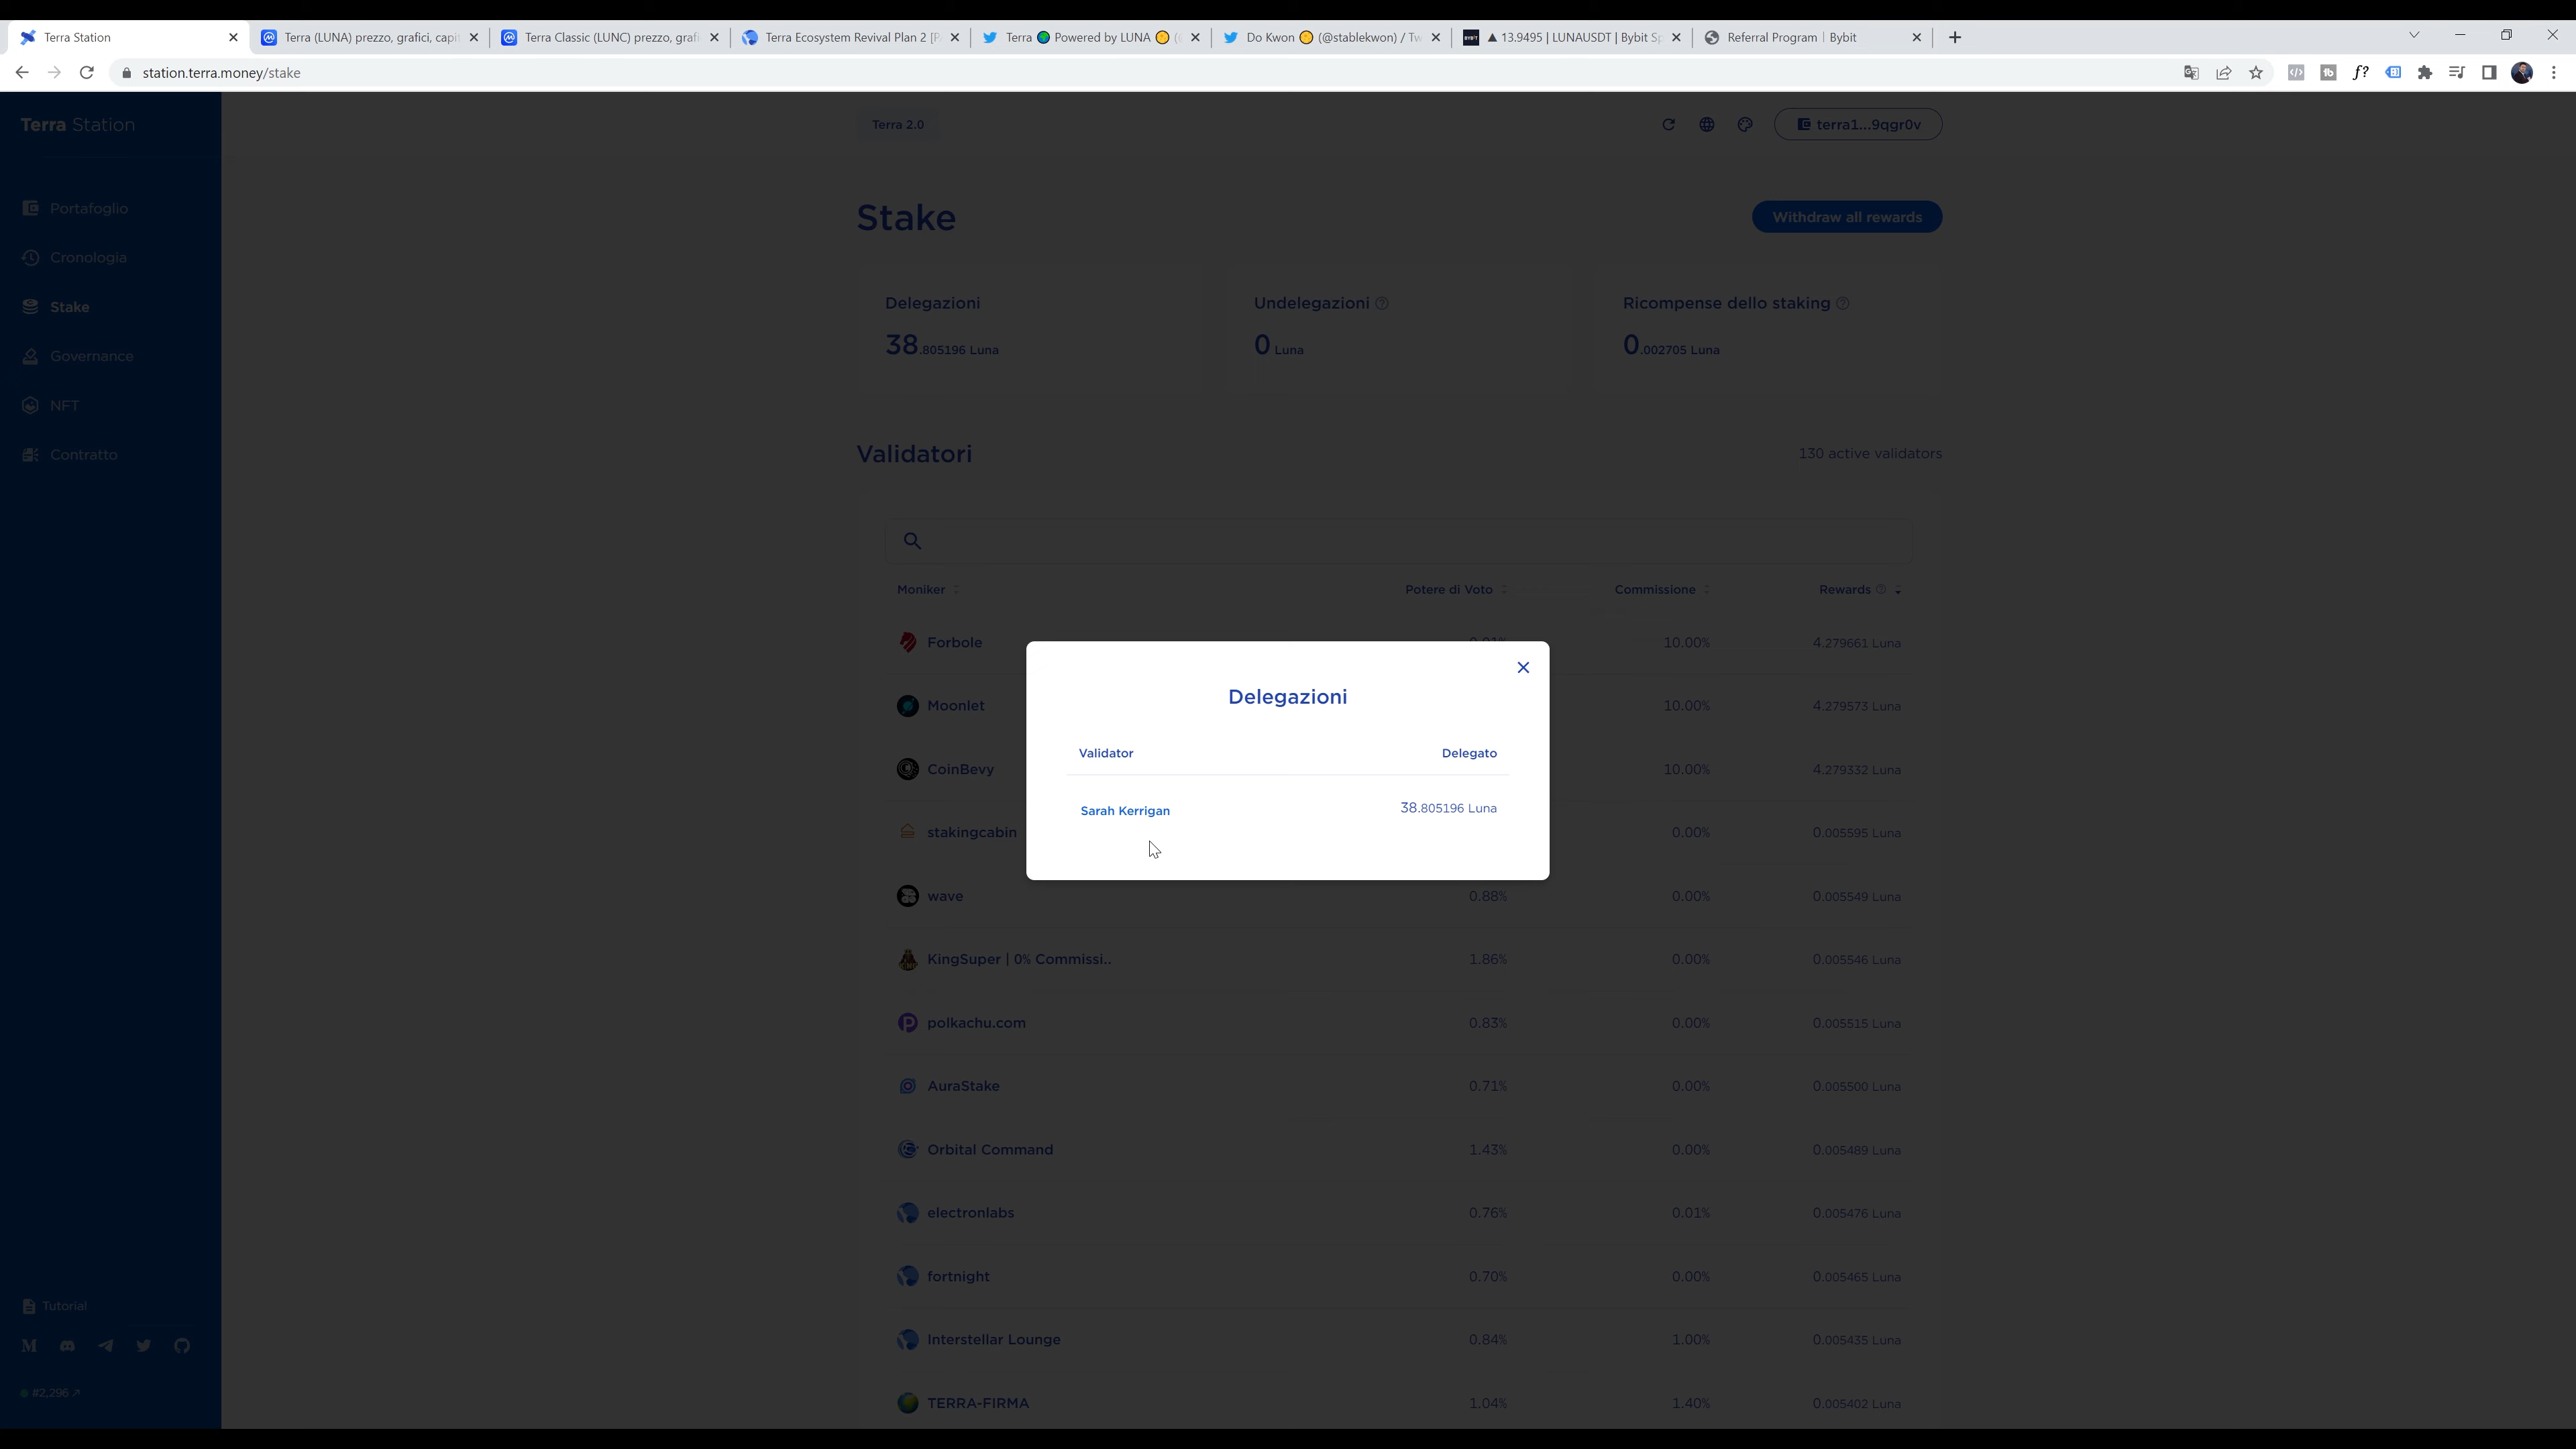 Terra Station
Terra (LUNA) prezzo, grafici, capit
Terra Classic (LUNC) prezzo, grafi
Terra Ecosystem Revival Plan 2 [PA
Terra 🌍 Powered by LUNA 🌕 (
Do Kwon 🌕 (@stablekwon) / Tw
▲ 13.9495 | LUNAUSDT | Bybit Sp
Referral Program | Bybit
station.terra.money/stake
Terra Station
Terra 2.0
terra1...9qgr0v
Portafoglio
Cronologia
Stake
Governance
NFT
Contratto
Stake
Withdraw all rewards
Delegazioni
38.805196 Luna
Undelegazioni
0 Luna
Ricompense dello staking
0.002705 Luna
Validatori
130 active validators
Moniker Potere di Voto Commissione Rewards
Forbole 10.00% 4.279661 Luna
Moonlet 10.00% 4.279573 Luna
CoinBevy 10.00% 4.279332 Luna
stakingcabin 0.00% 0.005595 Luna
wave 0.88% 0.00% 0.005549 Luna
KingSuper | 0% Commissi.. 1.86% 0.00% 0.005546 Luna
polkachu.com 0.83% 0.00% 0.005515 Luna
AuraStake 0.71% 0.00% 0.005500 Luna
Orbital Command 1.43% 0.00% 0.005489 Luna
electronlabs 0.76% 0.01% 0.005476 Luna
fortnight 0.70% 0.00% 0.005465 Luna
Interstellar Lounge 0.84% 1.00% 0.005435 Luna
TERRA-FIRMA 1.04% 1.40% 0.005402 Luna
Delegazioni
Validator Delegato
Sarah Kerrigan 38.805196 Luna
Tutorial
#2,296